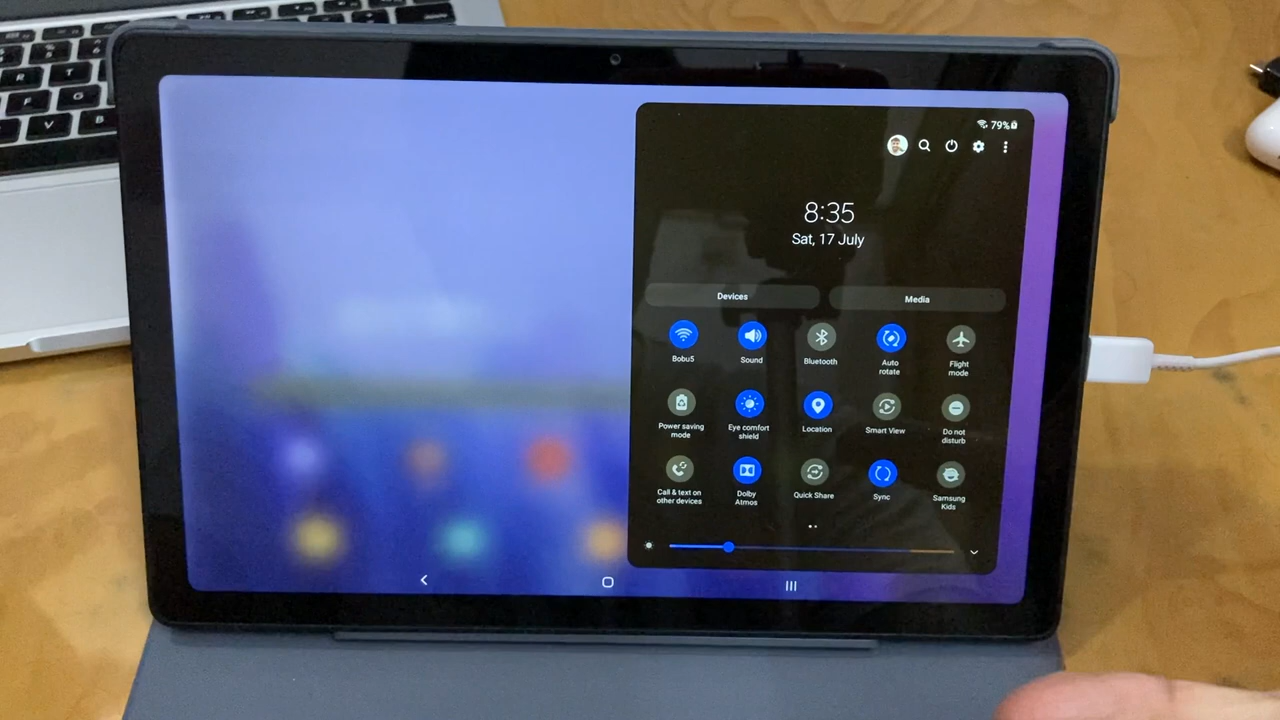 R
T
F
G
V
B
79%
8:35
Sat, 17 July
Devices
Media
Bobu5
Sound
Bluetooth
Auto
rotate
Flight
mode
Power saving
mode
Eye comfort
shield
Location
Smart View
Do not
disturb
Call & text on
other devices
Dolby
Atmos
Quick Share
Sync
Samsung
Kids